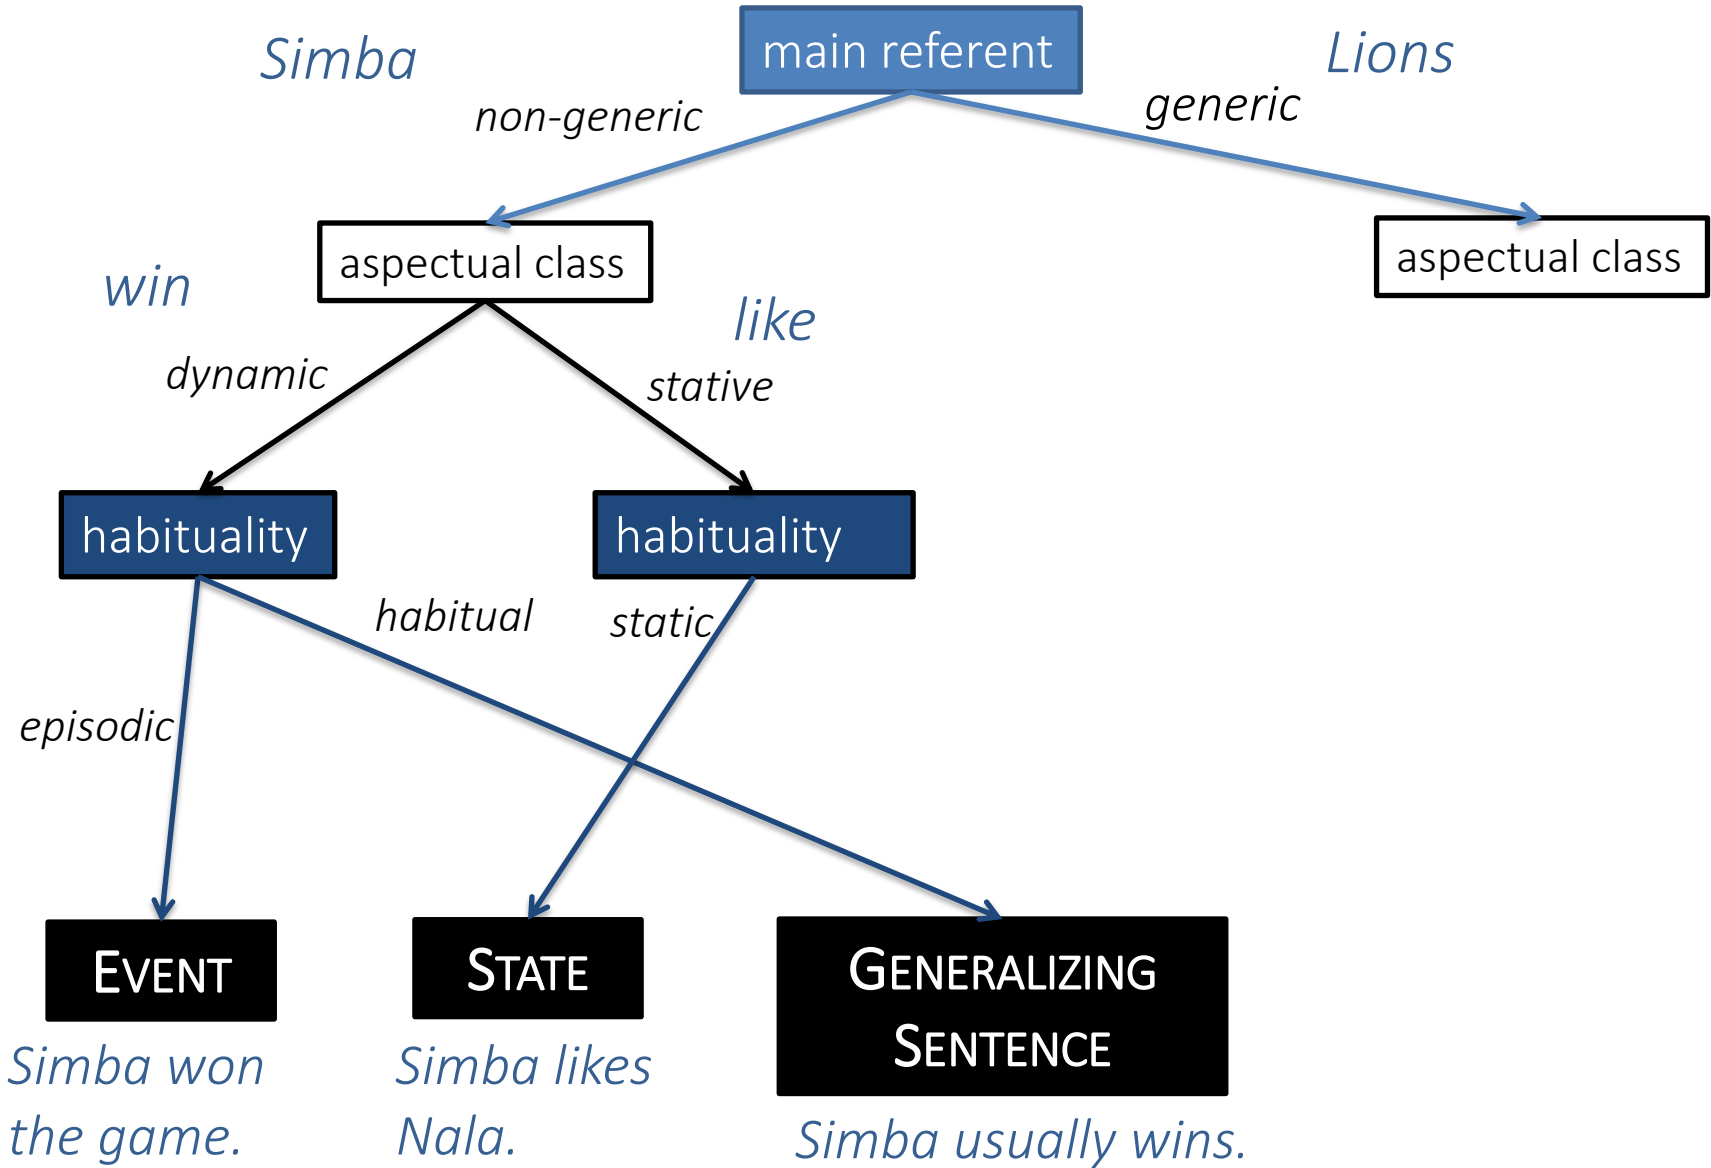 Simba
main referent
Lions
non-generic
generic
aspectual class
aspectual class
win
like
dynamic
stative
habituality
habituality
habitual
static
episodic
EVENT
STATE
GENERALIZING
SENTENCE
Simba won
the game.
Simba likes
Nala.
Simba usually wins.